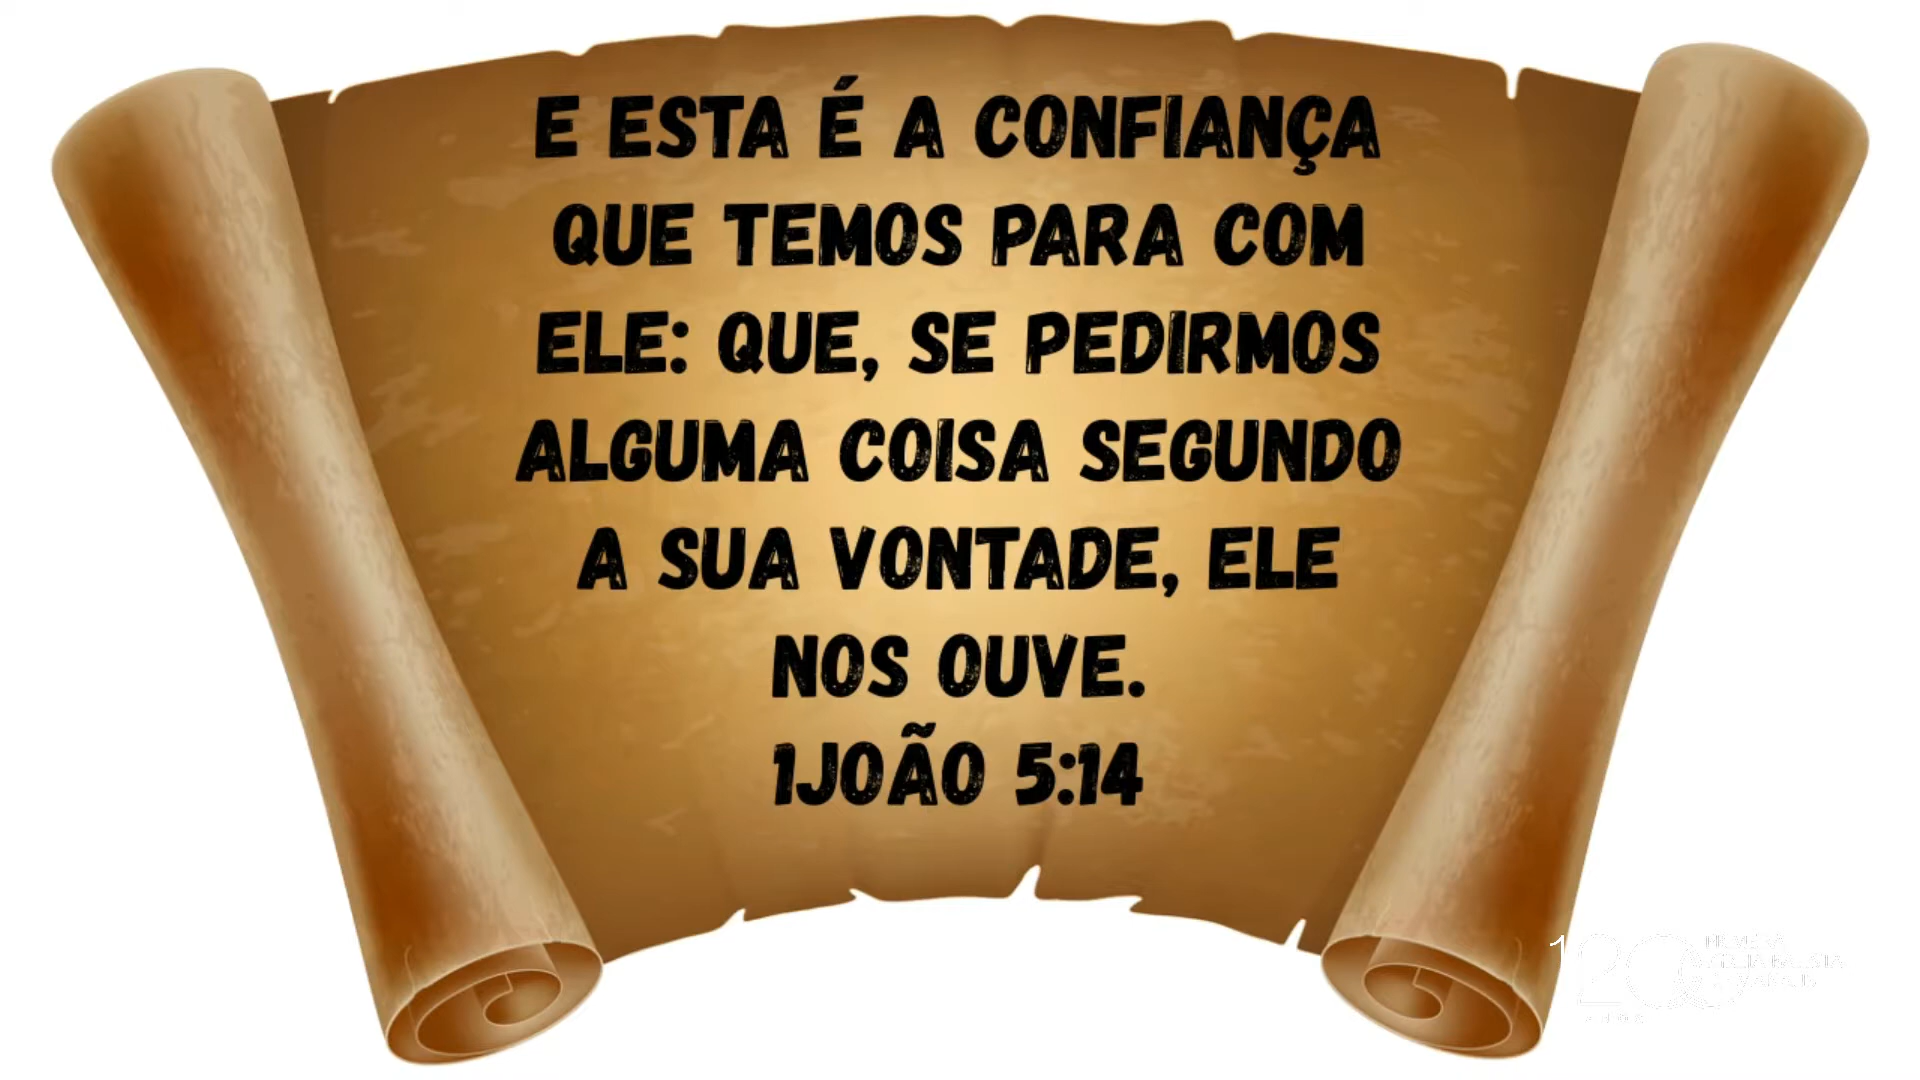 E ESTA É A CONFIANÇA
QUE TEMOS PARA COM
ELE: QUE, SE PEDIRMOS
ALGUMA COISA SEGUNDO
A SUA VONTADE, ELE
NOS OUVE.
1JOÃO 5:14
120